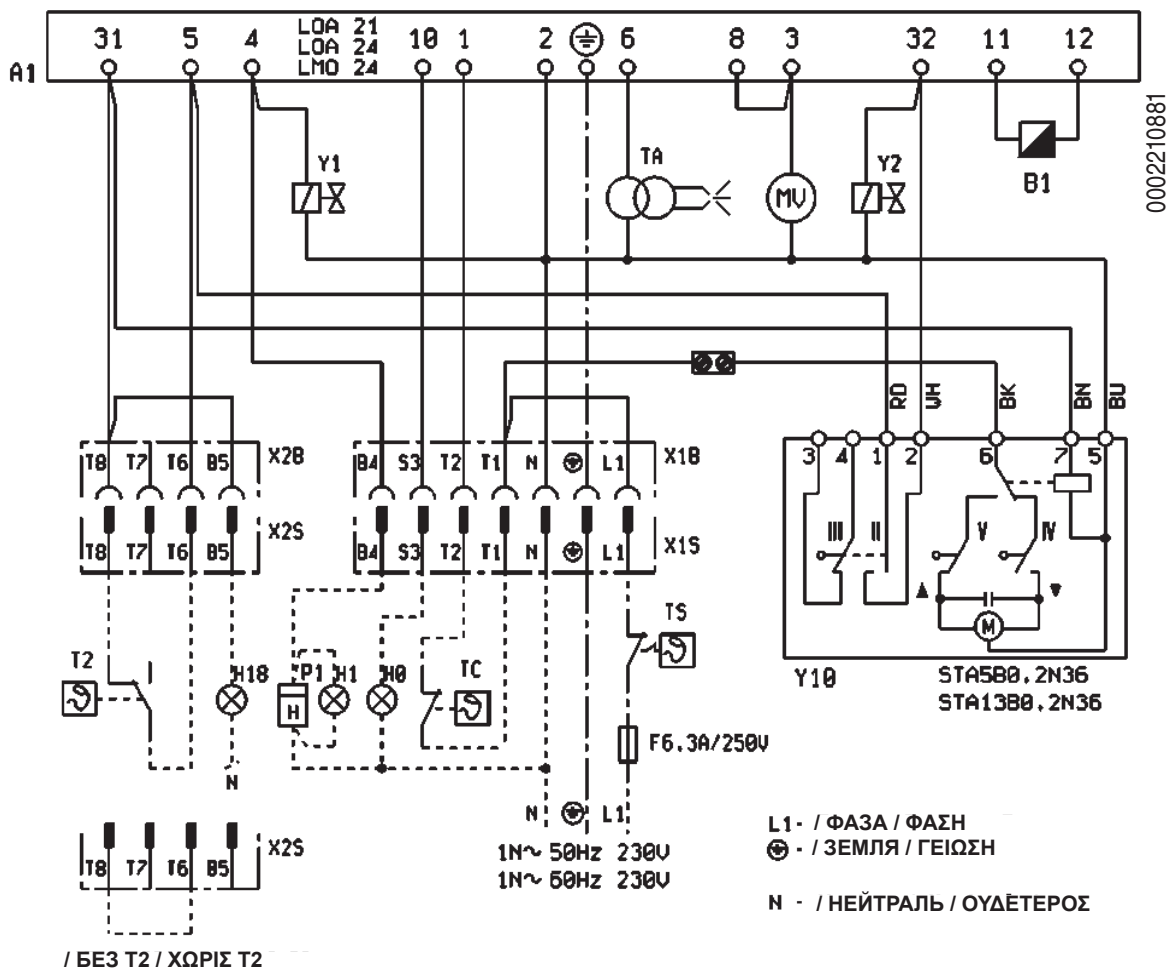 31 5 4 LOA 21 10 1 2 6 8 3 32 11 12
LOA 24
LMO 24
A1
0002210881
Y1 TA MV Y2 B1
RD WH BK BN BU
T8 T7 T6 B5 X2B
B4 S3 T2 T1 N L1 X1B
3 4 1 2 6 7 5
T8 T7 T6 B5 X2S
B4 S3 T2 T1 N L1 X1S
III II V IV
M
T2 H18 P1 H1 H0 TC TS
H
Y10 STA5B0.2N36
STA13B0.2N36
F6.3A/250V
N
N L1
T8 T7 T6 B5 X2S
1N~ 50Hz 230V
1N~ 60Hz 230V
L1 - / ФАЗА / ΦΑΣΗ
- / ЗЕМЛЯ / ΓΕΙΩΣΗ
N - / НЕЙТРАЛЬ / ΟΥΔΕΤΕΡΟΣ
/ БЕЗ T2 / ΧΩΡΙΣ T2